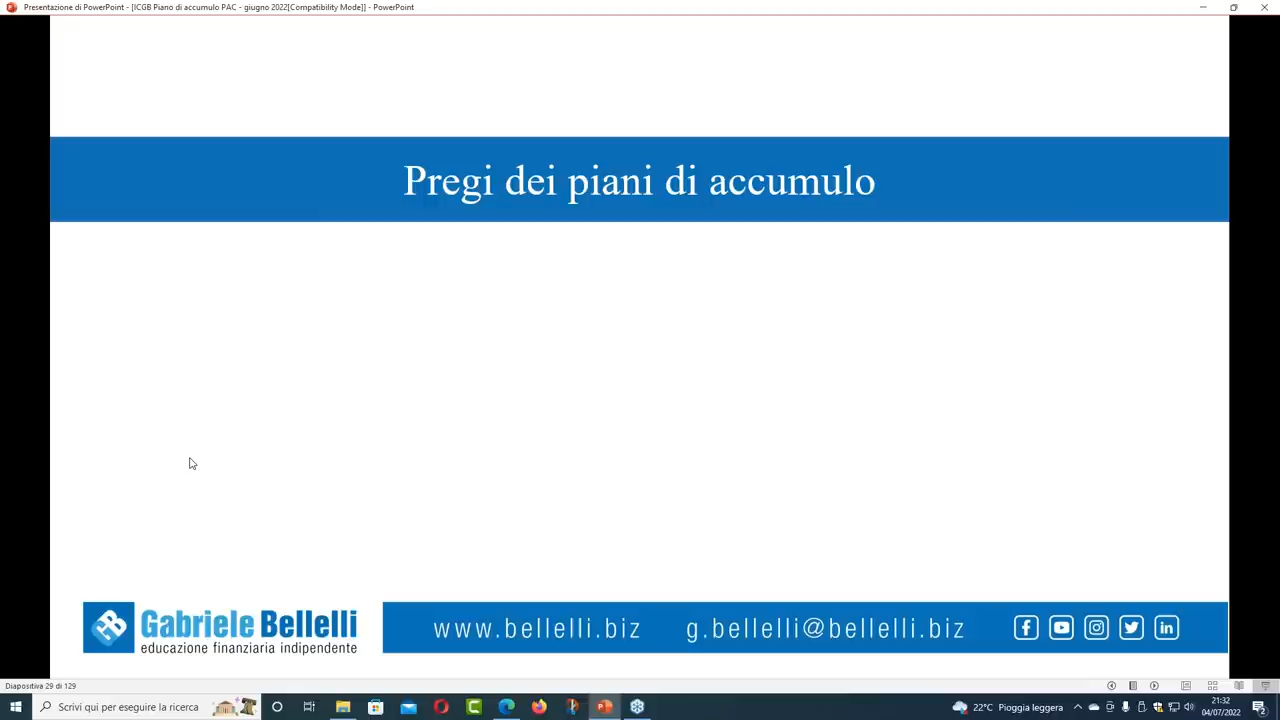 Presentazione di PowerPoint - [ICGB Piano di accumulo PAC - giugno 2022[Compatibility Mode]] - PowerPoint
Pregi dei piani di accumulo
Gabriele Bellelli
educazione finanziaria indipendente
www.bellelli.biz g.bellelli@bellelli.biz
Diapositiva 29 di 129
Scrivi qui per eseguire la ricerca
22°C Pioggia leggera
21:32
04/07/2022
2